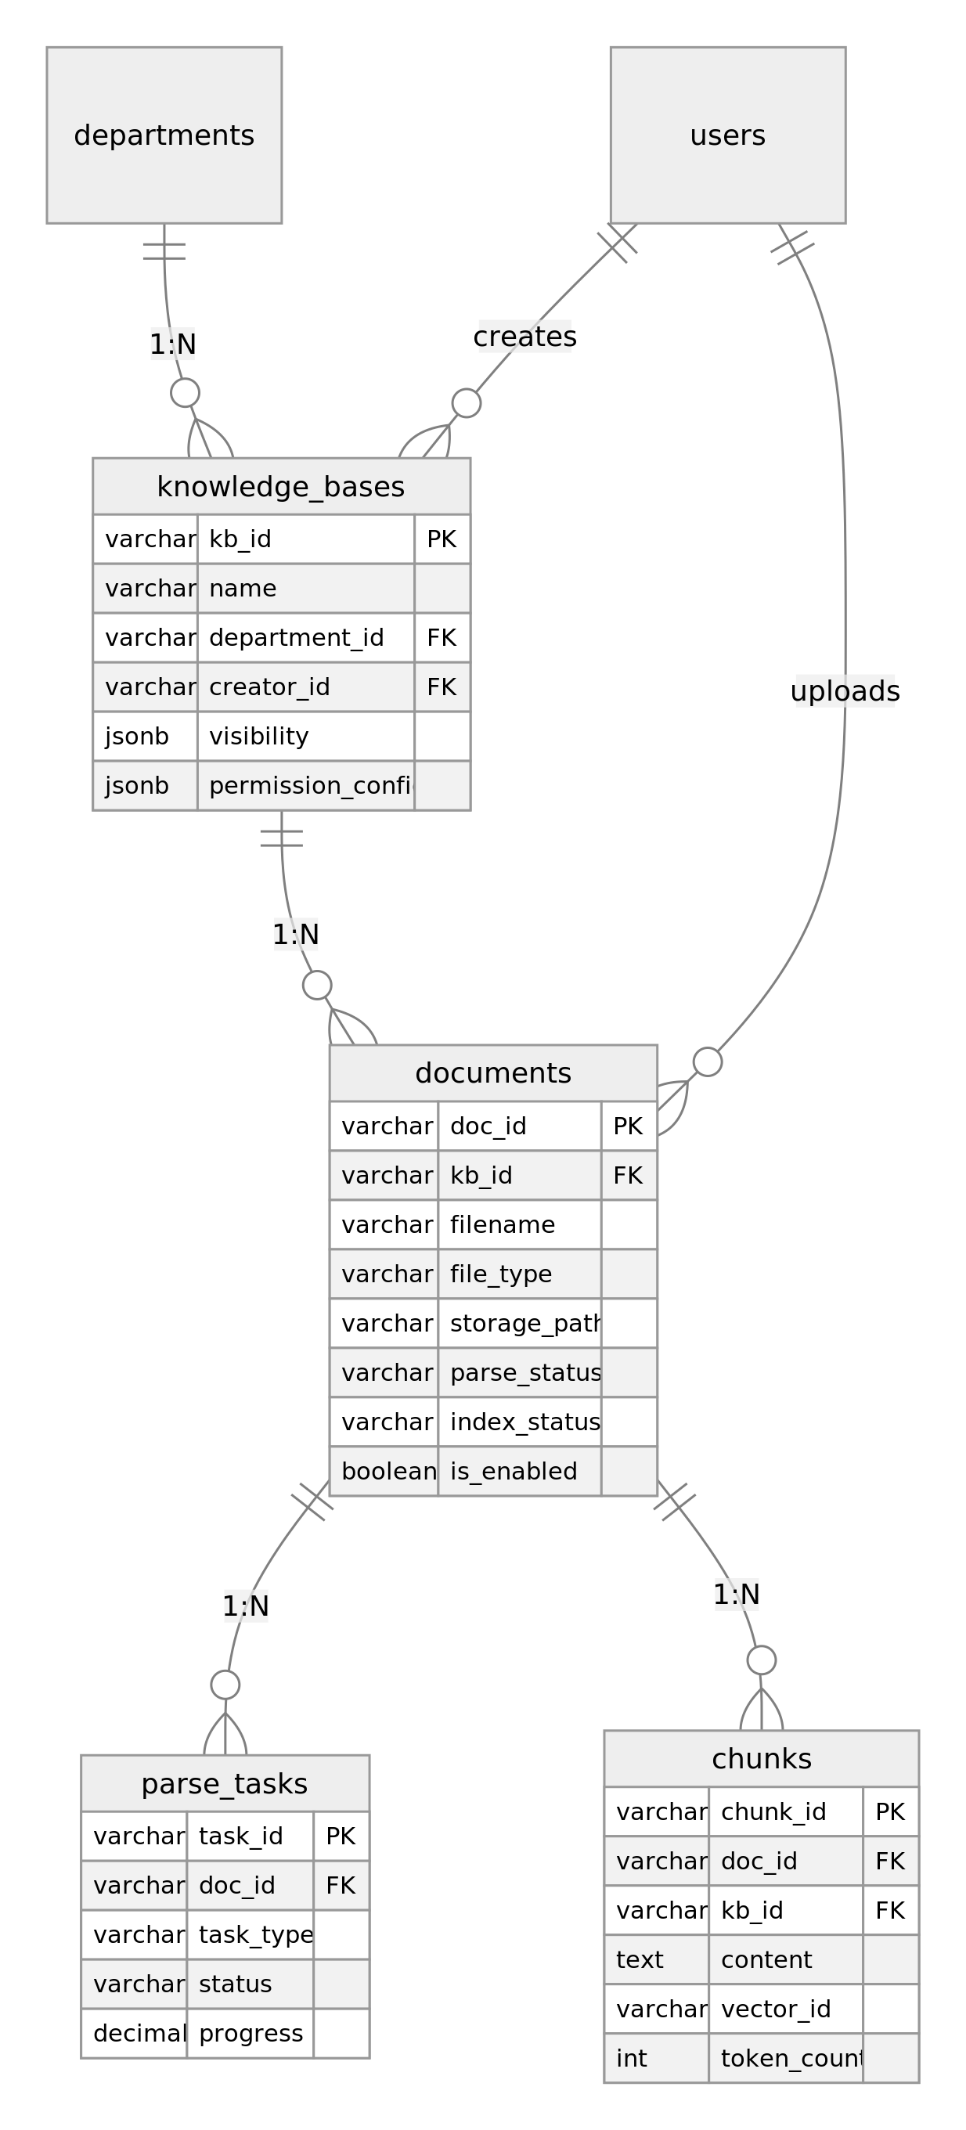 departments
users
1:N
creates
knowledge_bases
varchar kb_id PK
varchar name
varchar department_id FK
varchar creator_id FK
jsonb visibility
jsonb permission_confi
uploads
1:N
documents
varchar doc_id PK
varchar kb_id FK
varchar filename
varchar file_type
varchar storage_path
varchar parse_status
varchar index_status
boolean is_enabled
1:N
1:N
parse_tasks
varchar task_id PK
varchar doc_id FK
varchar task_type
varchar status
decimal progress
chunks
varchar chunk_id PK
varchar doc_id FK
varchar kb_id FK
text content
varchar vector_id
int token_count